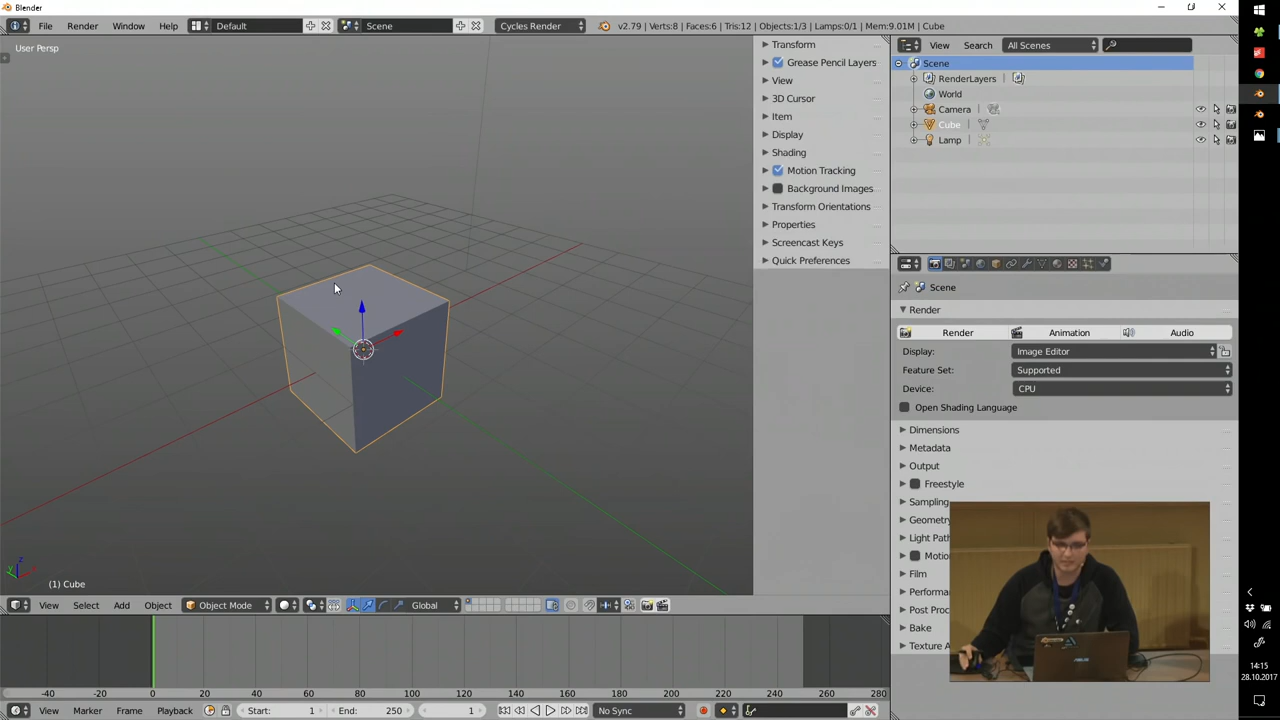 Blender
File Render Window Help Default Scene Cycles Render v2.79 | Verts:8 | Faces:6 | Tris:12 | Objects:1/3 | Lamps:0/1 | Mem:9.01M | Cube
User Persp
Transform
Grease Pencil Layers
View
3D Cursor
Item
Display
Shading
Motion Tracking
Background Images
Transform Orientations
Properties
Screencast Keys
Quick Preferences
View Search All Scenes
Scene
RenderLayers
World
Camera
Cube
Lamp
Scene
Render
Render Animation Audio
Display: Image Editor
Feature Set: Supported
Device: CPU
Open Shading Language
Dimensions
Metadata
Output
Freestyle
Sampling
Geometry
Light Path
Motio
Film
Performa
Post Proc
Bake
Texture A
ASUS
y z
(1) Cube
View Select Add Object Object Mode Global
-40 -20 0 20 40 60 80 100 120 140 160 180 200 220 240 260 280
View Marker Frame Playback Start: 1 End: 250 1 No Sync
14:15
28.10.2017